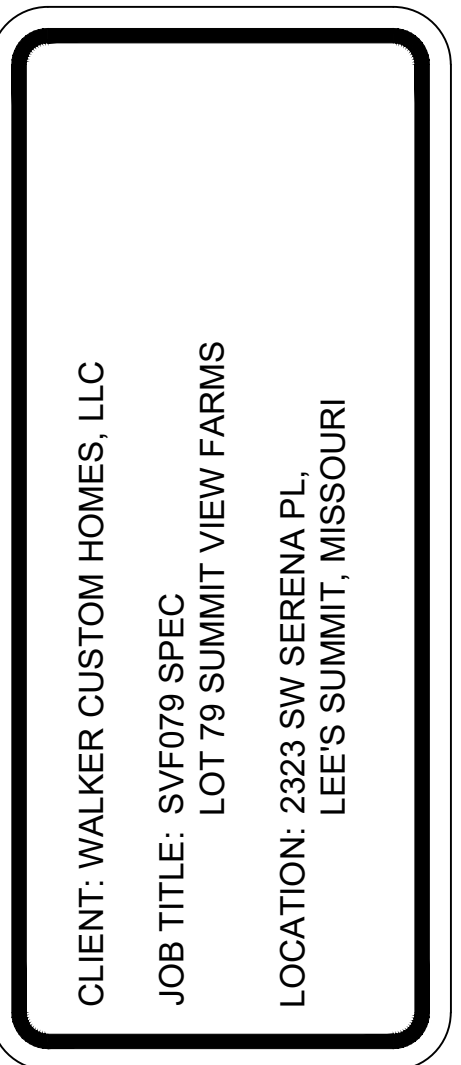 CLIENT: WALKER CUSTOM HOMES, LLC
JOB TITLE: SVF079 SPEC
LOT 79 SUMMIT VIEW FARMS
LOCATION: 2323 SW SERENA PL,
LEE'S SUMMIT, MISSOURI